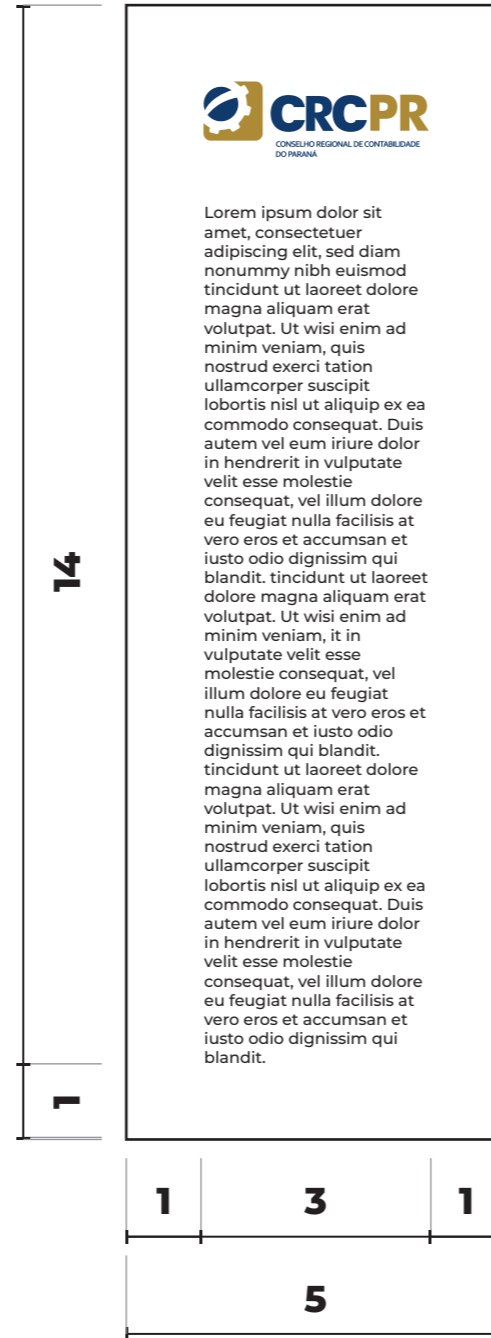 CRCPR
CONSELHO REGIONAL DE CONTABILIDADE
DO PARANÁ
Lorem ipsum dolor sit
amet, consectetuer
adipiscing elit, sed diam
nonummy nibh euismod
tincidunt ut laoreet dolore
magna aliquam erat
volutpat. Ut wisi enim ad
minim veniam, quis
nostrud exerci tation
ullamcorper suscipit
lobortis nisl ut aliquip ex ea
commodo consequat. Duis
autem vel eum iriure dolor
in hendrerit in vulputate
velit esse molestie
consequat, vel illum dolore
eu feugiat nulla facilisis at
vero eros et accumsan et
iusto odio dignissim qui
blandit. tincidunt ut laoreet
dolore magna aliquam erat
volutpat. Ut wisi enim ad
minim veniam, it in
vulputate velit esse
molestie consequat, vel
illum dolore eu feugiat
nulla facilisis at vero eros et
accumsan et iusto odio
dignissim qui blandit.
tincidunt ut laoreet dolore
magna aliquam erat
volutpat. Ut wisi enim ad
minim veniam, quis
nostrud exerci tation
ullamcorper suscipit
lobortis nisl ut aliquip ex ea
commodo consequat. Duis
autem vel eum iriure dolor
in hendrerit in vulputate
velit esse molestie
consequat, vel illum dolore
eu feugiat nulla facilisis at
vero eros et accumsan et
iusto odio dignissim qui
blandit.
14
1
1 3 1
5